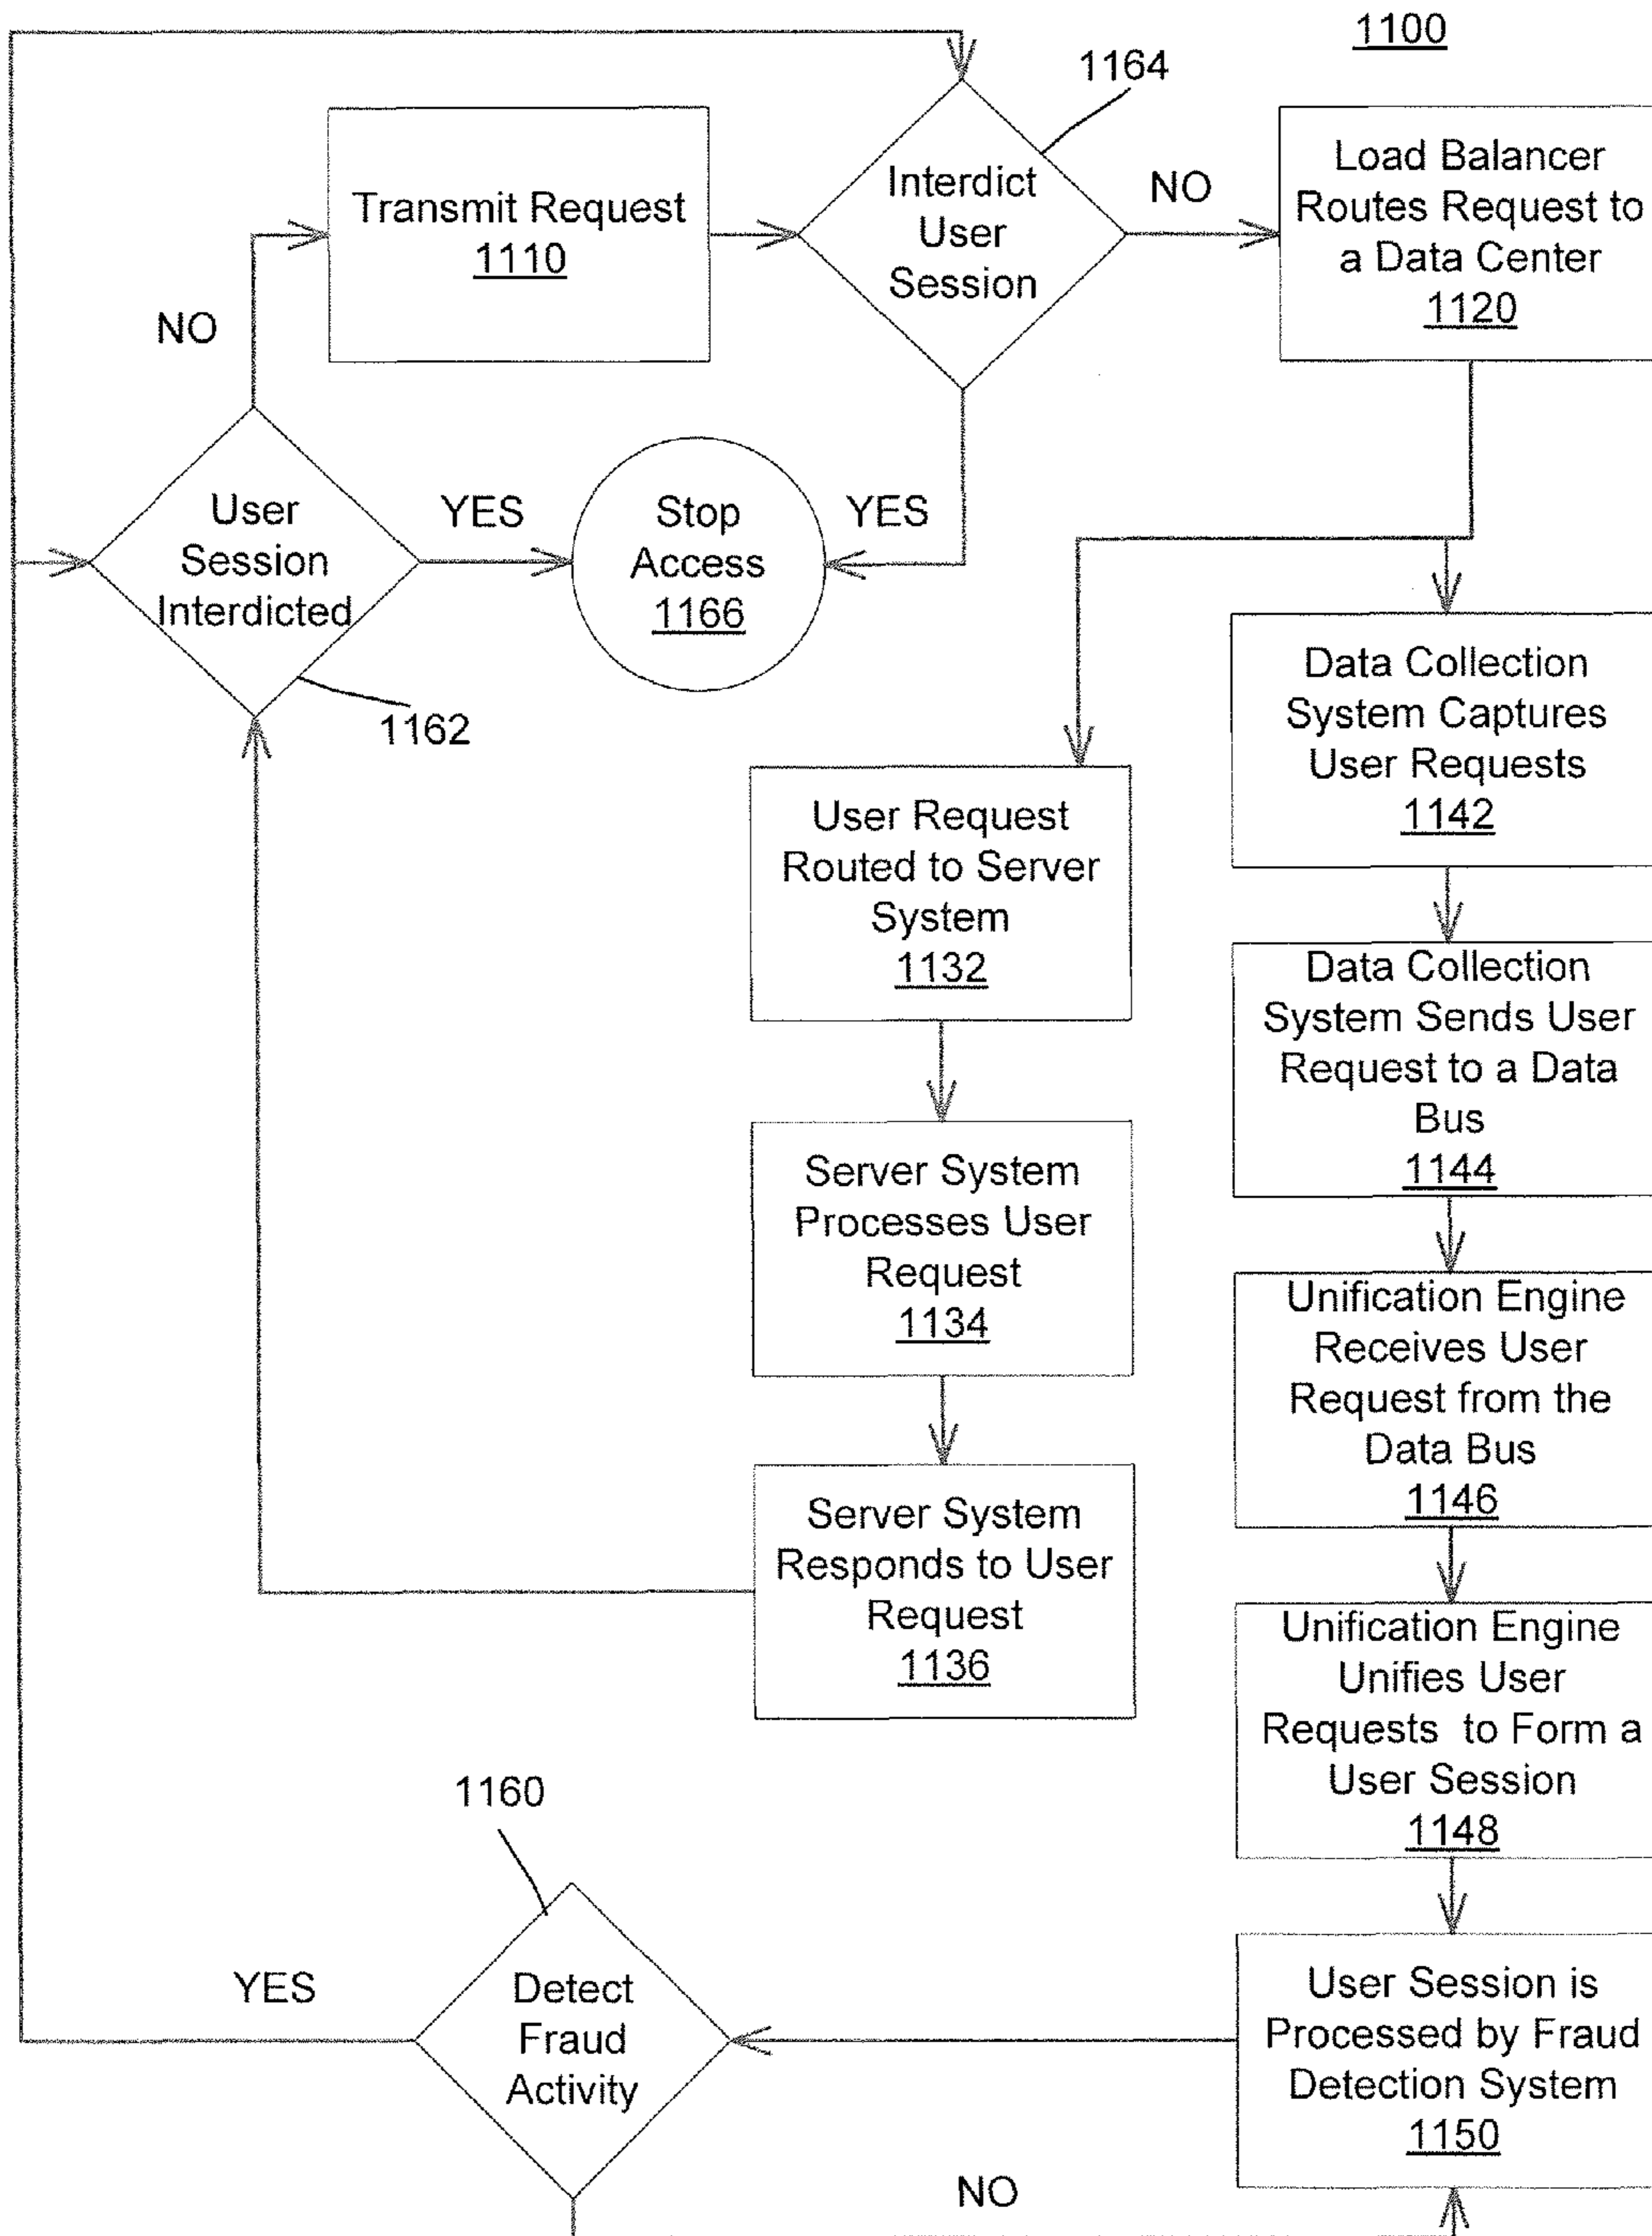 1100
1164
Transmit Request
1110
Interdict
User
Session
NO
Load Balancer
Routes Request to
a Data Center
1120
NO
User
Session
Interdicted
YES
Stop
Access
1166
YES
1162
Data Collection
System Captures
User Requests
1142
User Request
Routed to Server
System
1132
Data Collection
System Sends User
Request to a Data
Bus
1144
Server System
Processes User
Request
1134
Unification Engine
Receives User
Request from the
Data Bus
1146
Server System
Responds to User
Request
1136
Unification Engine
Unifies User
Requests to Form a
User Session
1148
1160
YES
Detect
Fraud
Activity
User Session is
Processed by Fraud
Detection System
1150
NO